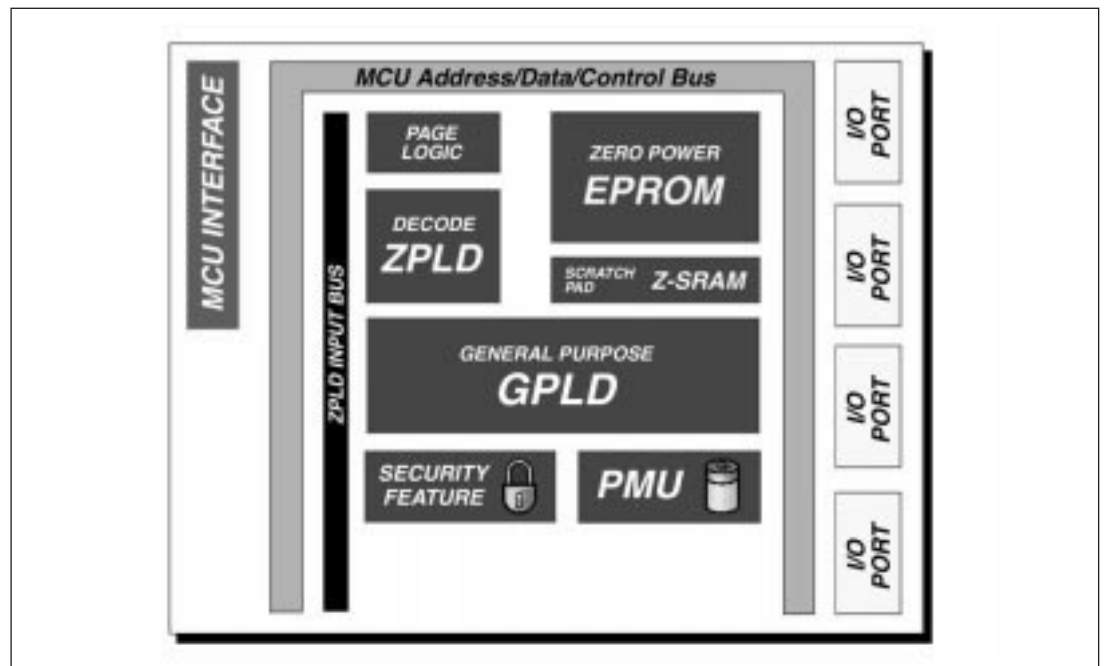 MCU INTERFACE
MCU Address/Data/Control Bus
ZPLD INPUT BUS
PAGE
LOGIC
DECODE
ZPLD
ZERO POWER
EPROM
SCRATCH
PAD
Z-SRAM
GENERAL PURPOSE
GPLD
SECURITY
FEATURE
PMU
I/O
PORT
I/O
PORT
I/O
PORT
I/O
PORT